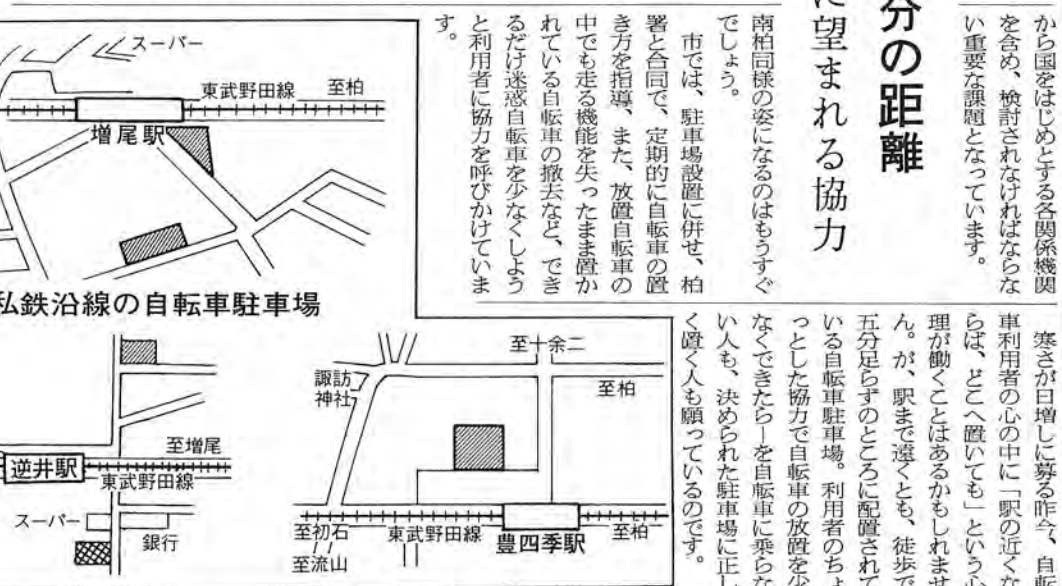 から国をはじめとする各関係機関
を含め、検討されなければならな
い重要な課題となっています。
分の距離
に望まれる協力
南柏同様の姿になるのはもうすぐ
でしょう。
市では、駐車場設置に併せ、柏
署と合同で、定期的に自転車の置
き方を指導、また、放置自転車の
中でも走る機能を失ったまま置か
れている自転車の撤去など、でき
るだけ迷惑自転車を少なくしよう
と利用者に協力を呼びかけていま
す。
寒さが日増しに募る昨今、自転
車利用者の心の中に「駅の近くな
らば、どこへ置いても」という心
理が働くことはあるかもしれませ
ん。が、駅まで遠くとも、徒歩で
五分足らずのところに配置されて
いる自転車駐車場。利用者のちょ
っとした協力で自転車の放置を少
なくできたら―を自転車に乗らな
い人も、決められた駐車場に正し
く置く人も願っているのです。
スーパー
東武野田線
至柏
増尾駅
私鉄沿線の自転車駐車場
至増尾
逆井駅
東武野田線
スーパー
銀行
至十余二
諏訪
神社
至柏
至初石
至流山
東武野田線
豊四季駅
至柏